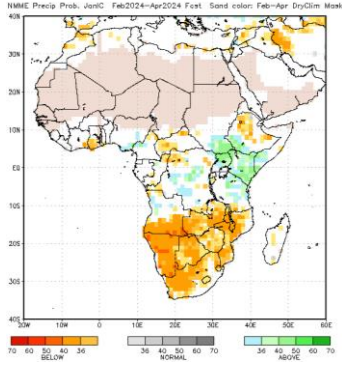 NMME Precip Prob. JanIC Feb2024-Apr2024 Fcst Sand color: Feb-Apr DryClim Mask
40N
30N
20N
10N
EQ
10S
20S
30S
40S
20W 10W 0 10E 20E 30E 40E 50E 60E
70 60 50 40 36
BELOW
36 40 50 60 70
NORMAL
36 40 50 60 70
ABOVE